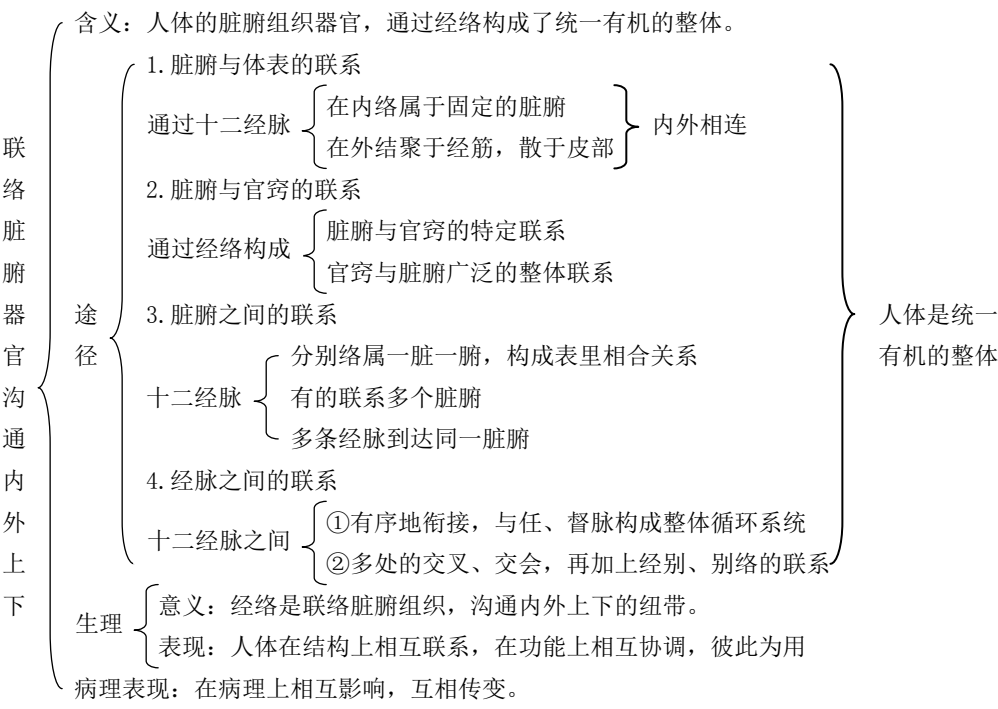 联络脏腑器官沟通内外上下
含义：人体的脏腑组织器官，通过经络构成了统一有机的整体。
途径
1.脏腑与体表的联系
通过十二经脉
在内络属于固定的脏腑
在外结聚于经筋，散于皮部
内外相连
2.脏腑与官窍的联系
通过经络构成
脏腑与官窍的特定联系
官窍与脏腑广泛的整体联系
3.脏腑之间的联系
十二经脉
分别络属一脏一腑，构成表里相合关系
有的联系多个脏腑
多条经脉到达同一脏腑
4.经脉之间的联系
十二经脉之间
①有序地衔接，与任、督脉构成整体循环系统
②多处的交叉、交会，再加上经别、别络的联系
人体是统一
有机的整体
生理
意义：经络是联络脏腑组织，沟通内外上下的纽带。
表现：人体在结构上相互联系，在功能上相互协调，彼此为用
病理表现：在病理上相互影响，互相传变。